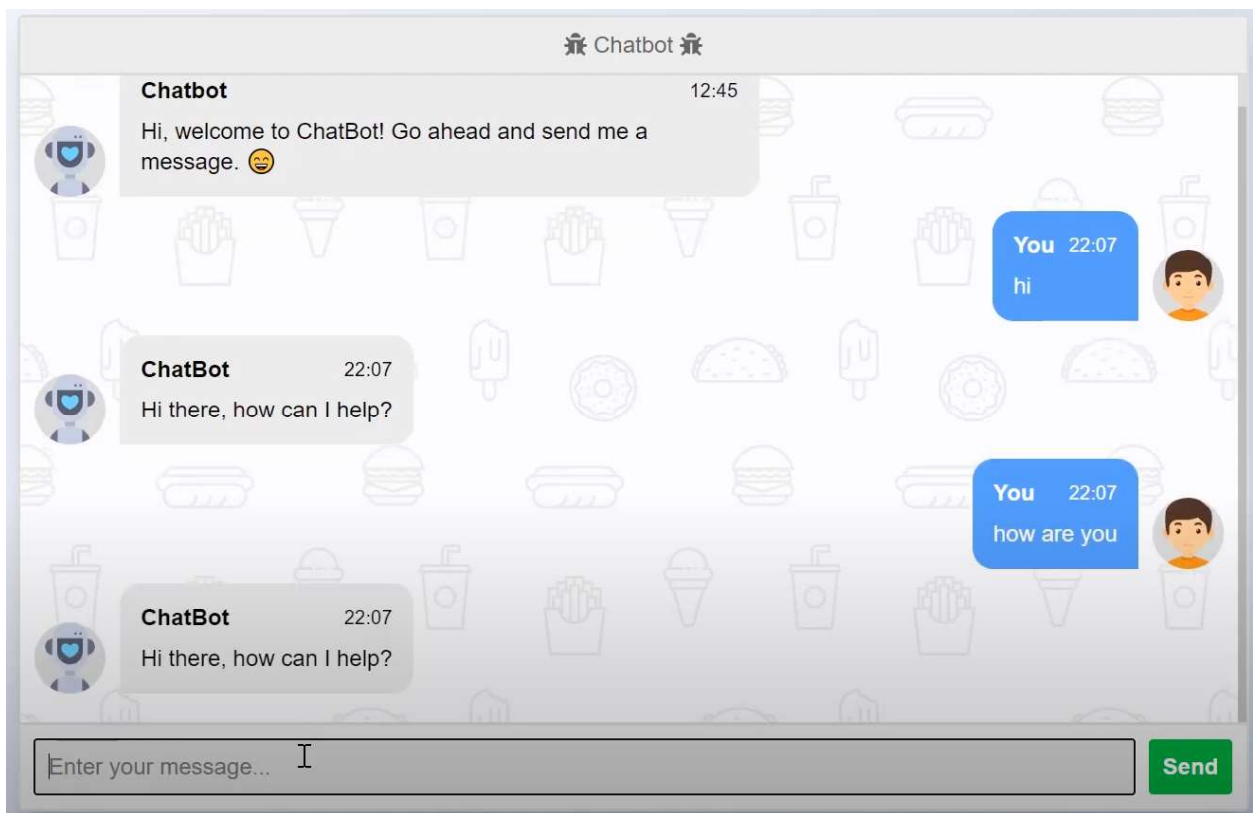 Chatbot
Chatbot 12:45
Hi, welcome to ChatBot! Go ahead and send me a
message. 😄
You 22:07
hi
ChatBot 22:07
Hi there, how can I help?
You 22:07
how are you
ChatBot 22:07
Hi there, how can I help?
Enter your message...
Send